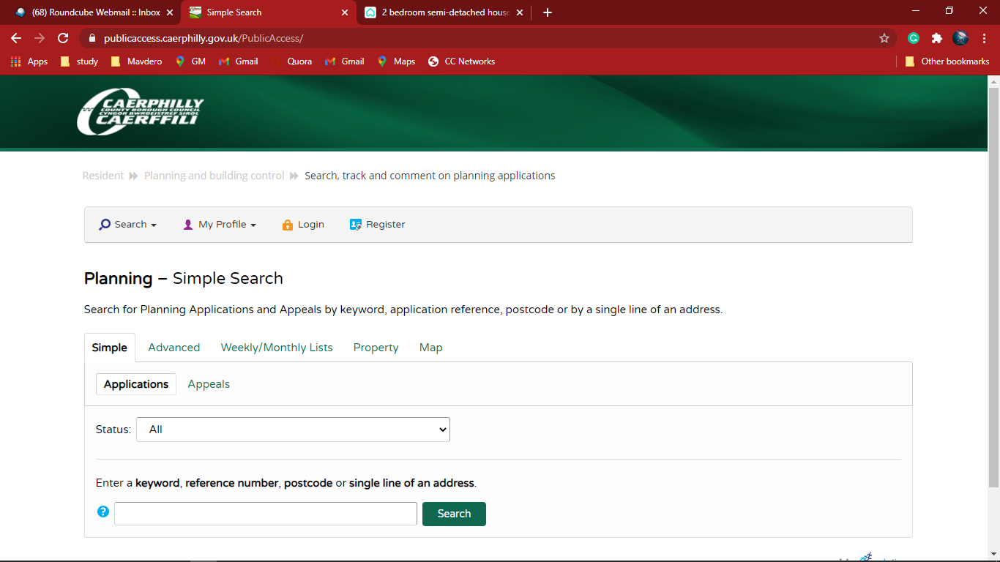 (68) Roundcube Webmail :: Inbox
Simple Search
2 bedroom semi-detached house
publicaccess.caerphilly.gov.uk/PublicAccess/
Apps
study
Mavdero
GM
Gmail
Quora
Gmail
Maps
CC Networks
Other bookmarks
CAERPHILLY
COUNTY BOROUGH COUNCIL
CYNGOR BWRDEISTREF SIROL
CAERFFILI
Resident
Planning and building control
Search, track and comment on planning applications
Search
My Profile
Login
Register
Planning – Simple Search
Search for Planning Applications and Appeals by keyword, application reference, postcode or by a single line of an address.
Simple
Advanced
Weekly/Monthly Lists
Property
Map
Applications
Appeals
Status:
All
Enter a keyword, reference number, postcode or single line of an address.
?
Search